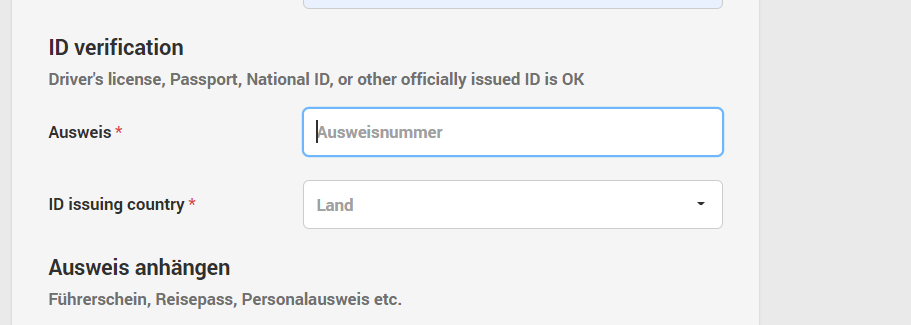 ID verification
Driver's license, Passport, National ID, or other officially issued ID is OK
Ausweis *
Ausweisnummer
ID issuing country *
Land
Ausweis anhängen
Führerschein, Reisepass, Personalausweis etc.